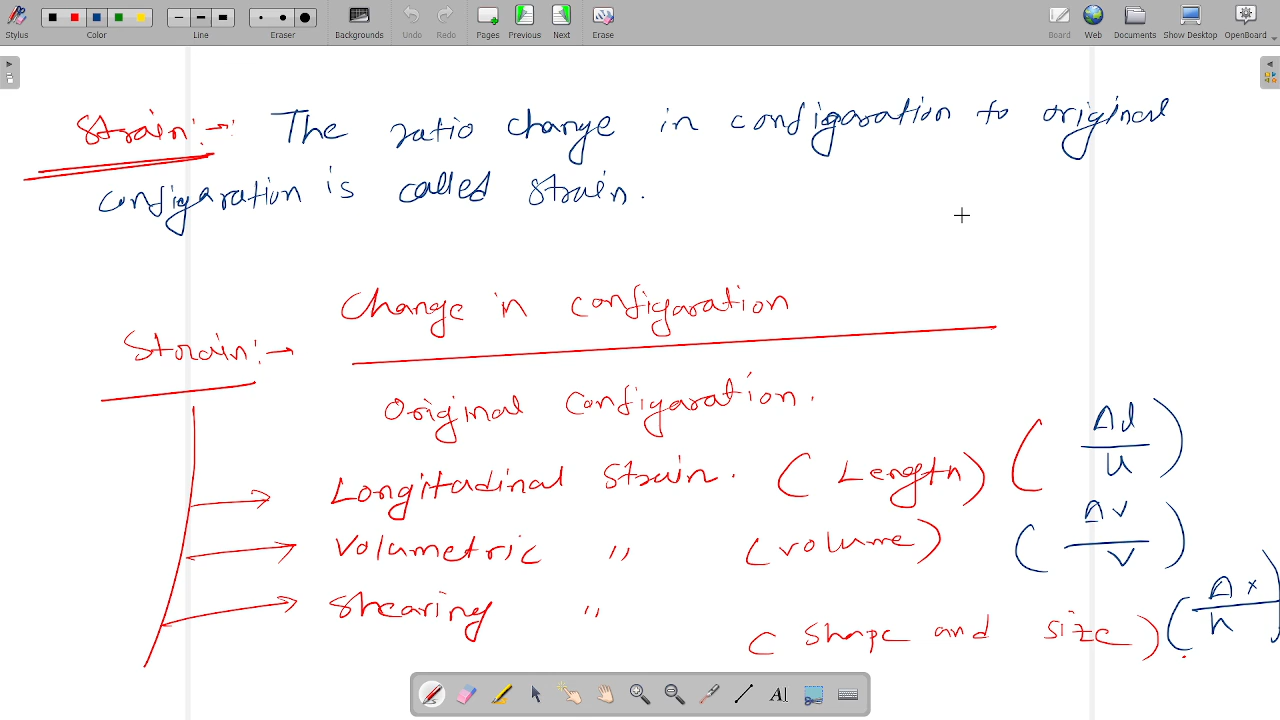 Stylus Color Line Eraser Backgrounds Undo Redo Pages Previous Next Erase Board Web Documents Show Desktop OpenBoard
Strain:→ The ratio change in configaration to original
configaration is called strain.
Change in configaration
Strain:→
Original configaration.
Longitadinal strain. (Length) (Δl/l)
Volumetric " (volume) (Δv/v)
Shearing " (shape and size) (Δx/h)
AI